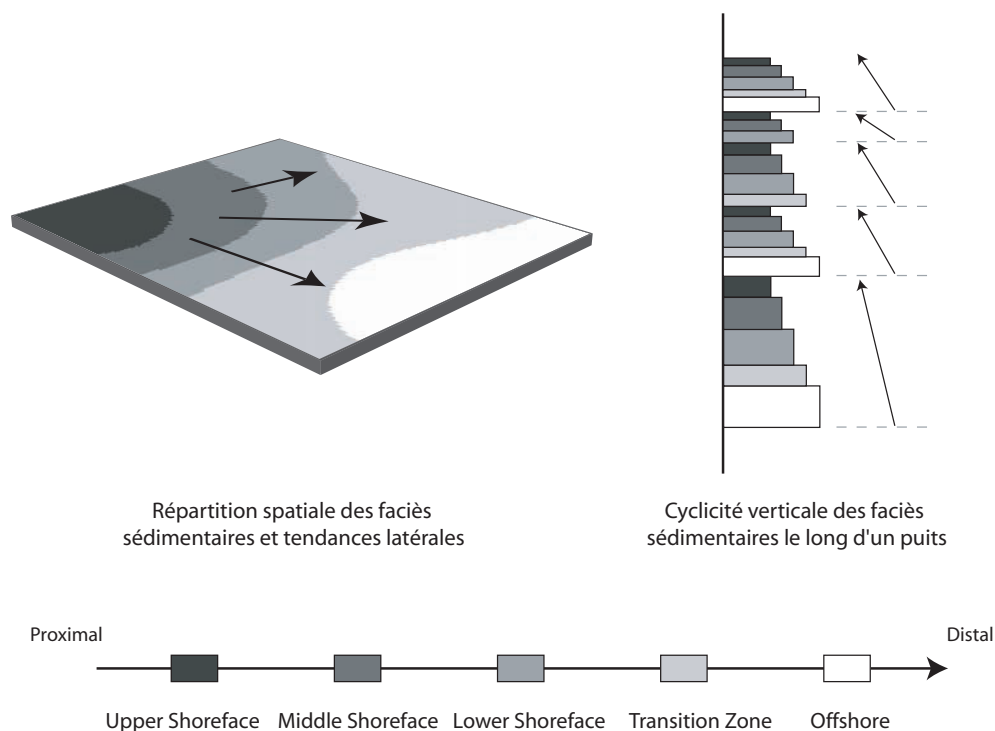 Répartition spatiale des faciès
sédimentaires et tendances latérales
Cyclicité verticale des faciès
sédimentaires le long d'un puits
Proximal
Distal
Upper Shoreface
Middle Shoreface
Lower Shoreface
Transition Zone
Offshore